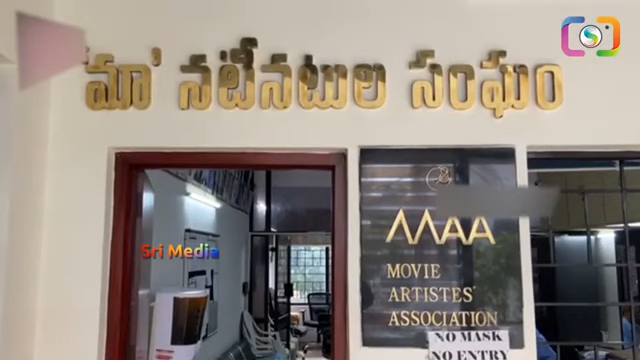 'మా' నటీనటుల సంఘం
Sri Media
MAA
MOVIE
ARTISTES'
ASSOCIATION
NO MASK
NO ENTRY